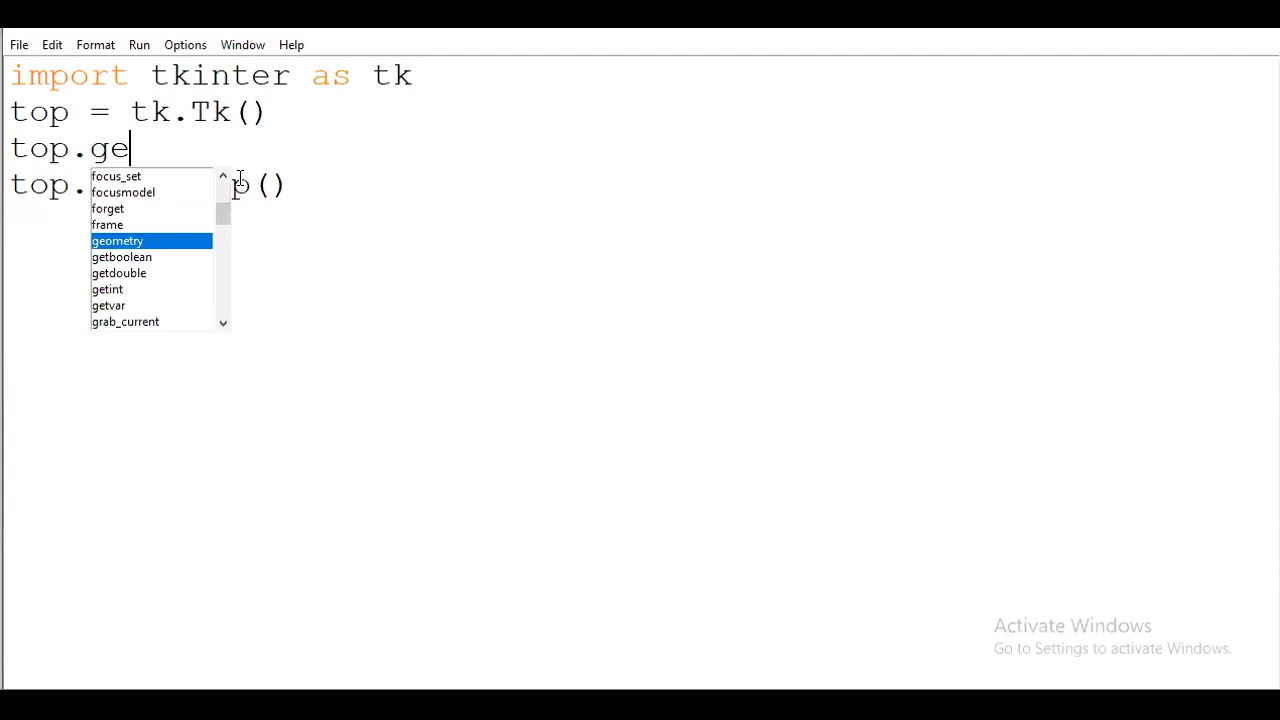 File Edit Format Run Options Window Help
import tkinter as tk
top = tk.Tk()
top.ge
top. p()
focus_set
focusmodel
forget
frame
geometry
getboolean
getdouble
getint
getvar
grab_current
Activate Windows
Go to Settings to activate Windows.